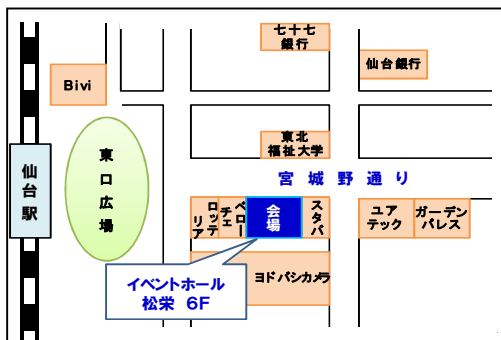 七十七
銀行
仙台銀行
Bivi
東北
福祉大学
仙台駅
東口広場
宮城野通り
ロッテ
リア
ベロー
チェ
会場
スタバ
ユア
テック
ガーデン
パレス
ヨドバシカメラ
イベントホール
松栄 6F